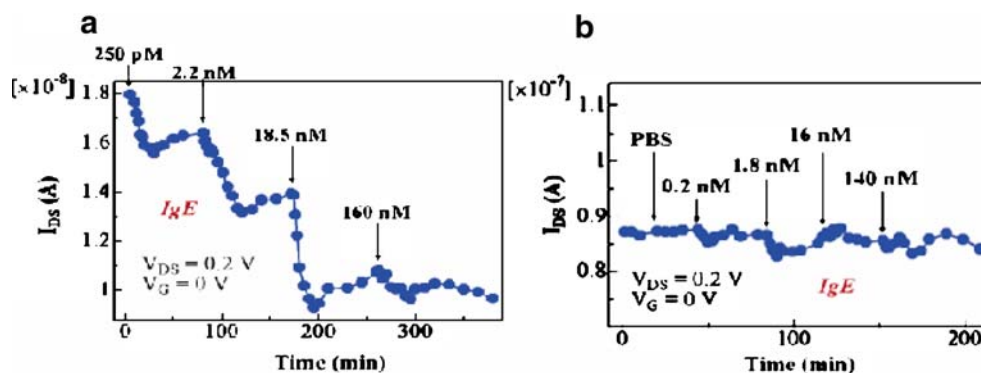 a
250 pM
[×10⁻⁸]
2.2 nM
18.5 nM
160 nM
IgE
V_DS = 0.2 V
V_G = 0 V
I_DS (A)
1.8
1.6
1.4
1.2
1
0
100
200
300
Time (min)
b
[×10⁻⁷]
PBS
0.2 nM
1.8 nM
16 nM
140 nM
V_DS = 0.2 V
V_G = 0 V
IgE
I_DS (A)
1.1
1
0.9
0.8
0
100
200
Time (min)